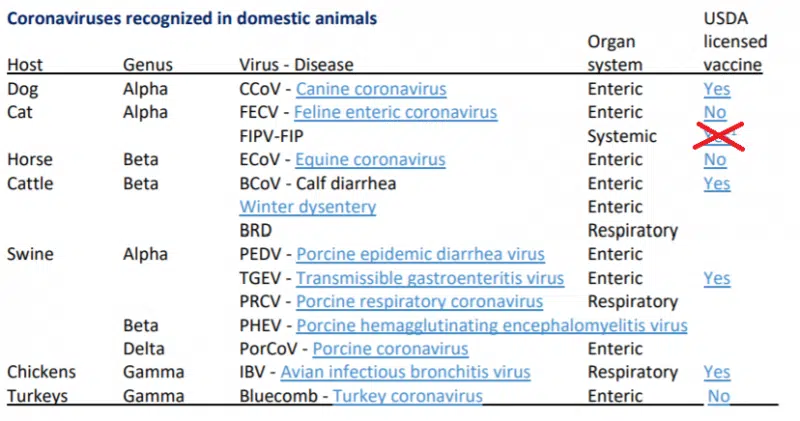 Coronaviruses recognized in domestic animals USDA
Organ licensed
Host Genus Virus - Disease system vaccine
Dog Alpha CCoV - Canine coronavirus Enteric Yes
Cat Alpha FECV - Feline enteric coronavirus Enteric No
FIPV-FIP Systemic
Horse Beta ECoV - Equine coronavirus Enteric No
Cattle Beta BCoV - Calf diarrhea Enteric Yes
Winter dysentery Enteric
BRD Respiratory
Swine Alpha PEDV - Porcine epidemic diarrhea virus Enteric
TGEV - Transmissible gastroenteritis virus Enteric Yes
PRCV - Porcine respiratory coronavirus Respiratory
Beta PHEV - Porcine hemagglutinating encephalomyelitis virus
Delta PorCoV - Porcine coronavirus Enteric
Chickens Gamma IBV - Avian infectious bronchitis virus Respiratory Yes
Turkeys Gamma Bluecomb - Turkey coronavirus Enteric No